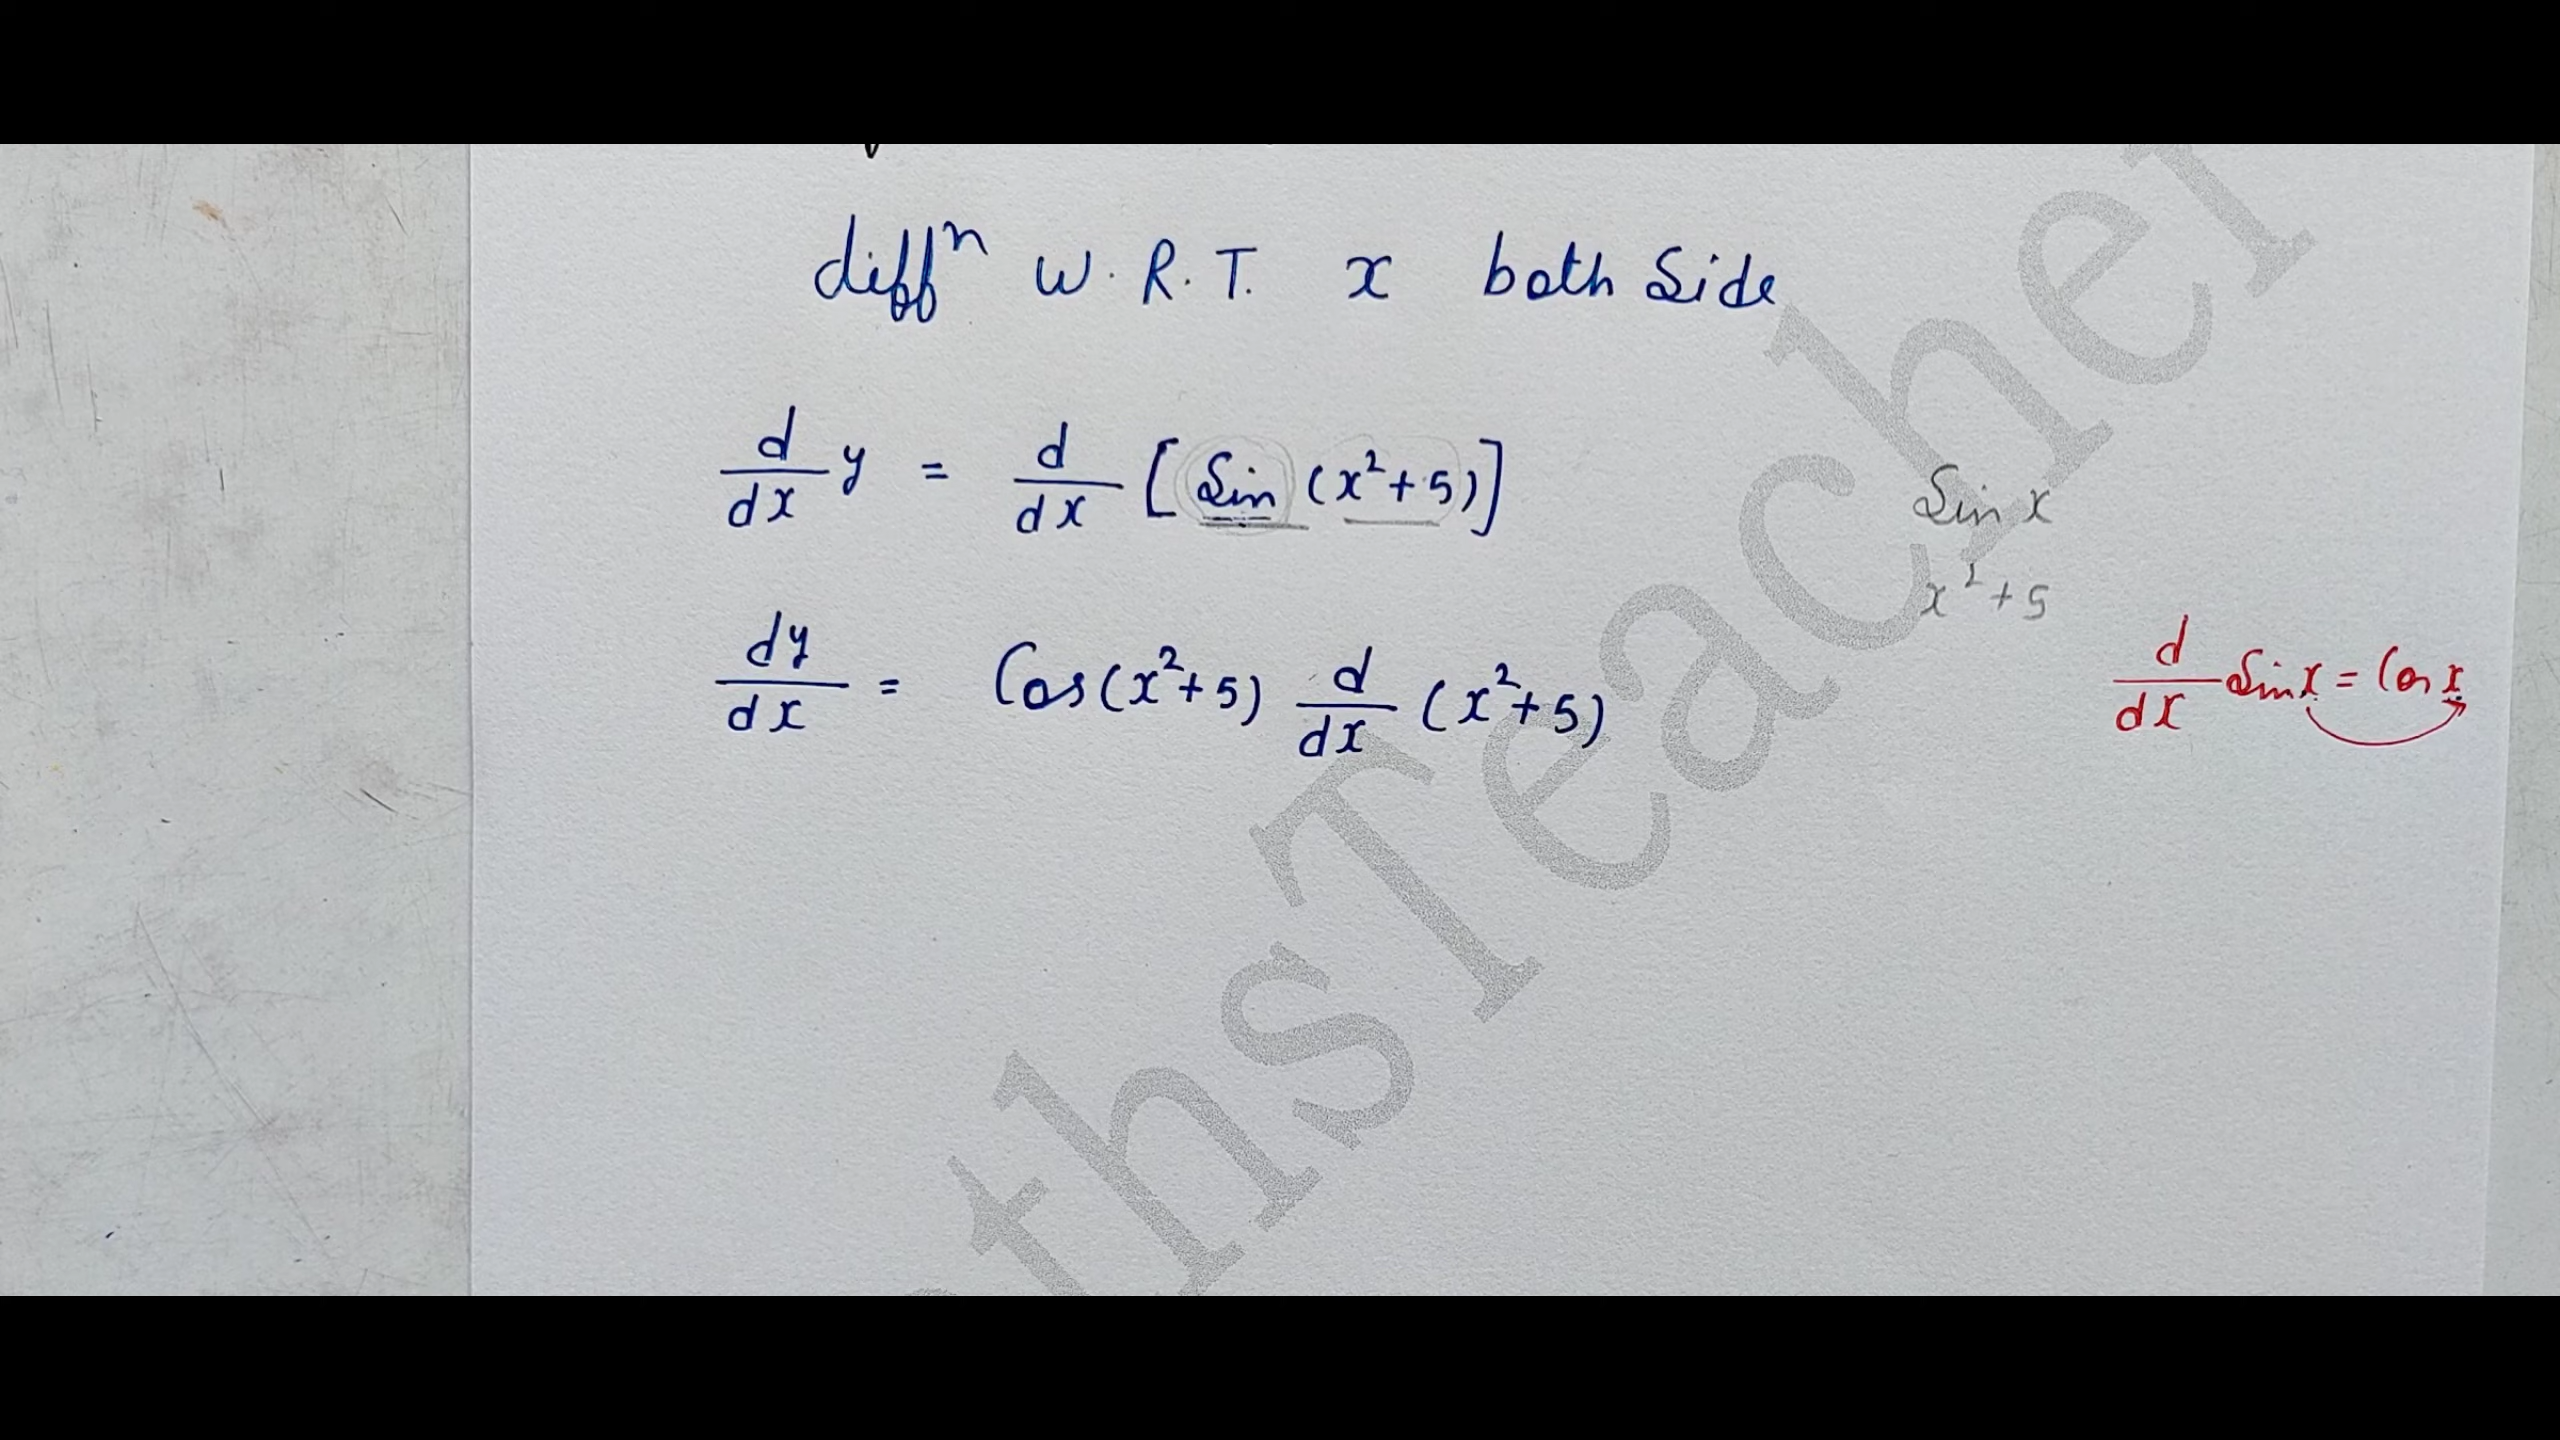 diffⁿ W.R.T. x both Side
d/dx y = d/dx [Sin (x²+5)]
Sin x
x²+5
dy/dx = Cos(x²+5) d/dx (x²+5)
d/dx Sin x = Cos x
thsTeacher